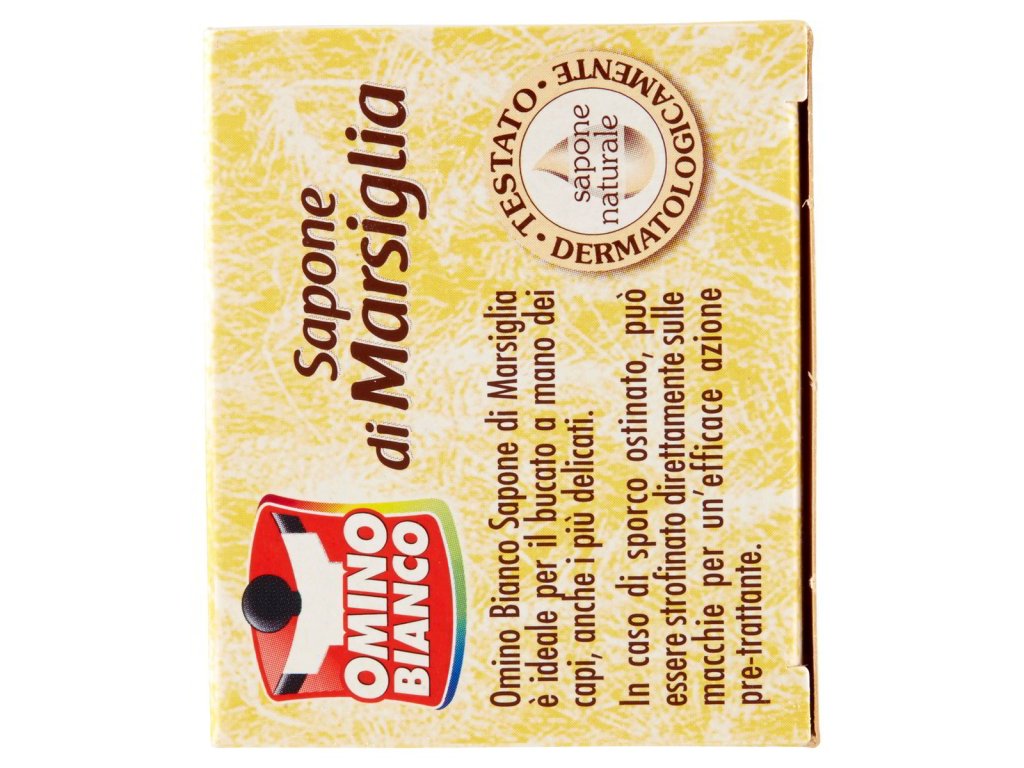 OMINO
BIANCO
Sapone
di Marsiglia
Omino Bianco Sapone di Marsiglia
è ideale per il bucato a mano dei
capi, anche i più delicati.
In caso di sporco ostinato, può
essere strofinato direttamente sulle
macchie per un'efficace azione
pre-trattante.
• TESTATO • DERMATOLOGICAMENTE
sapone
naturale